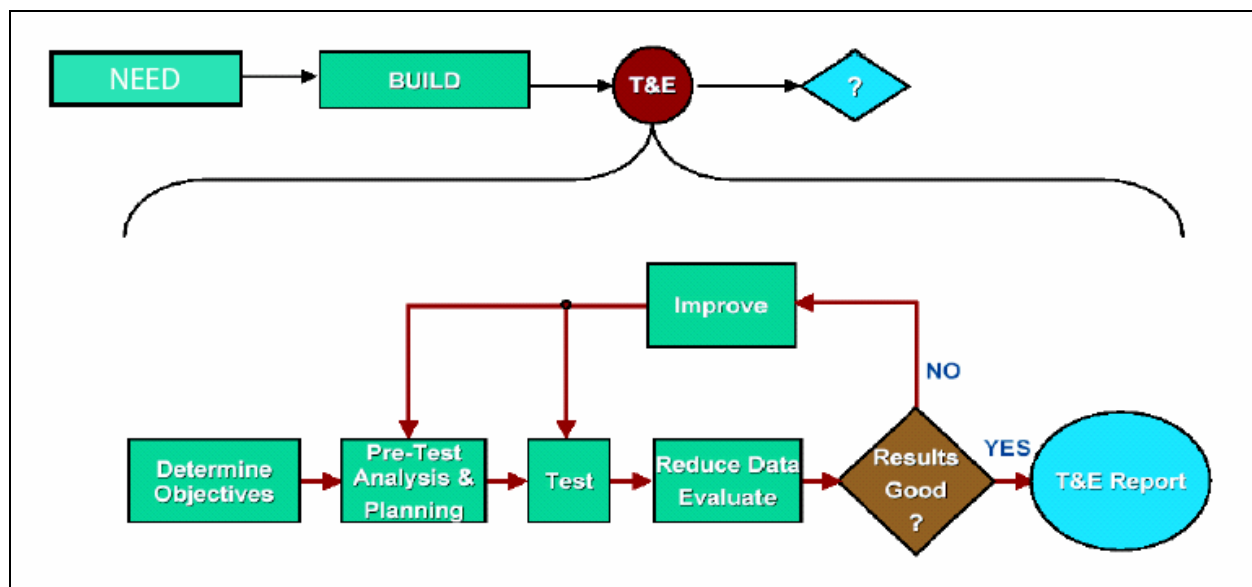 NEED
BUILD
T&E
?
Improve
NO
Determine
Objectives
Pre-Test
Analysis &
Planning
Test
Reduce Data
Evaluate
Results
Good
?
YES
T&E Report